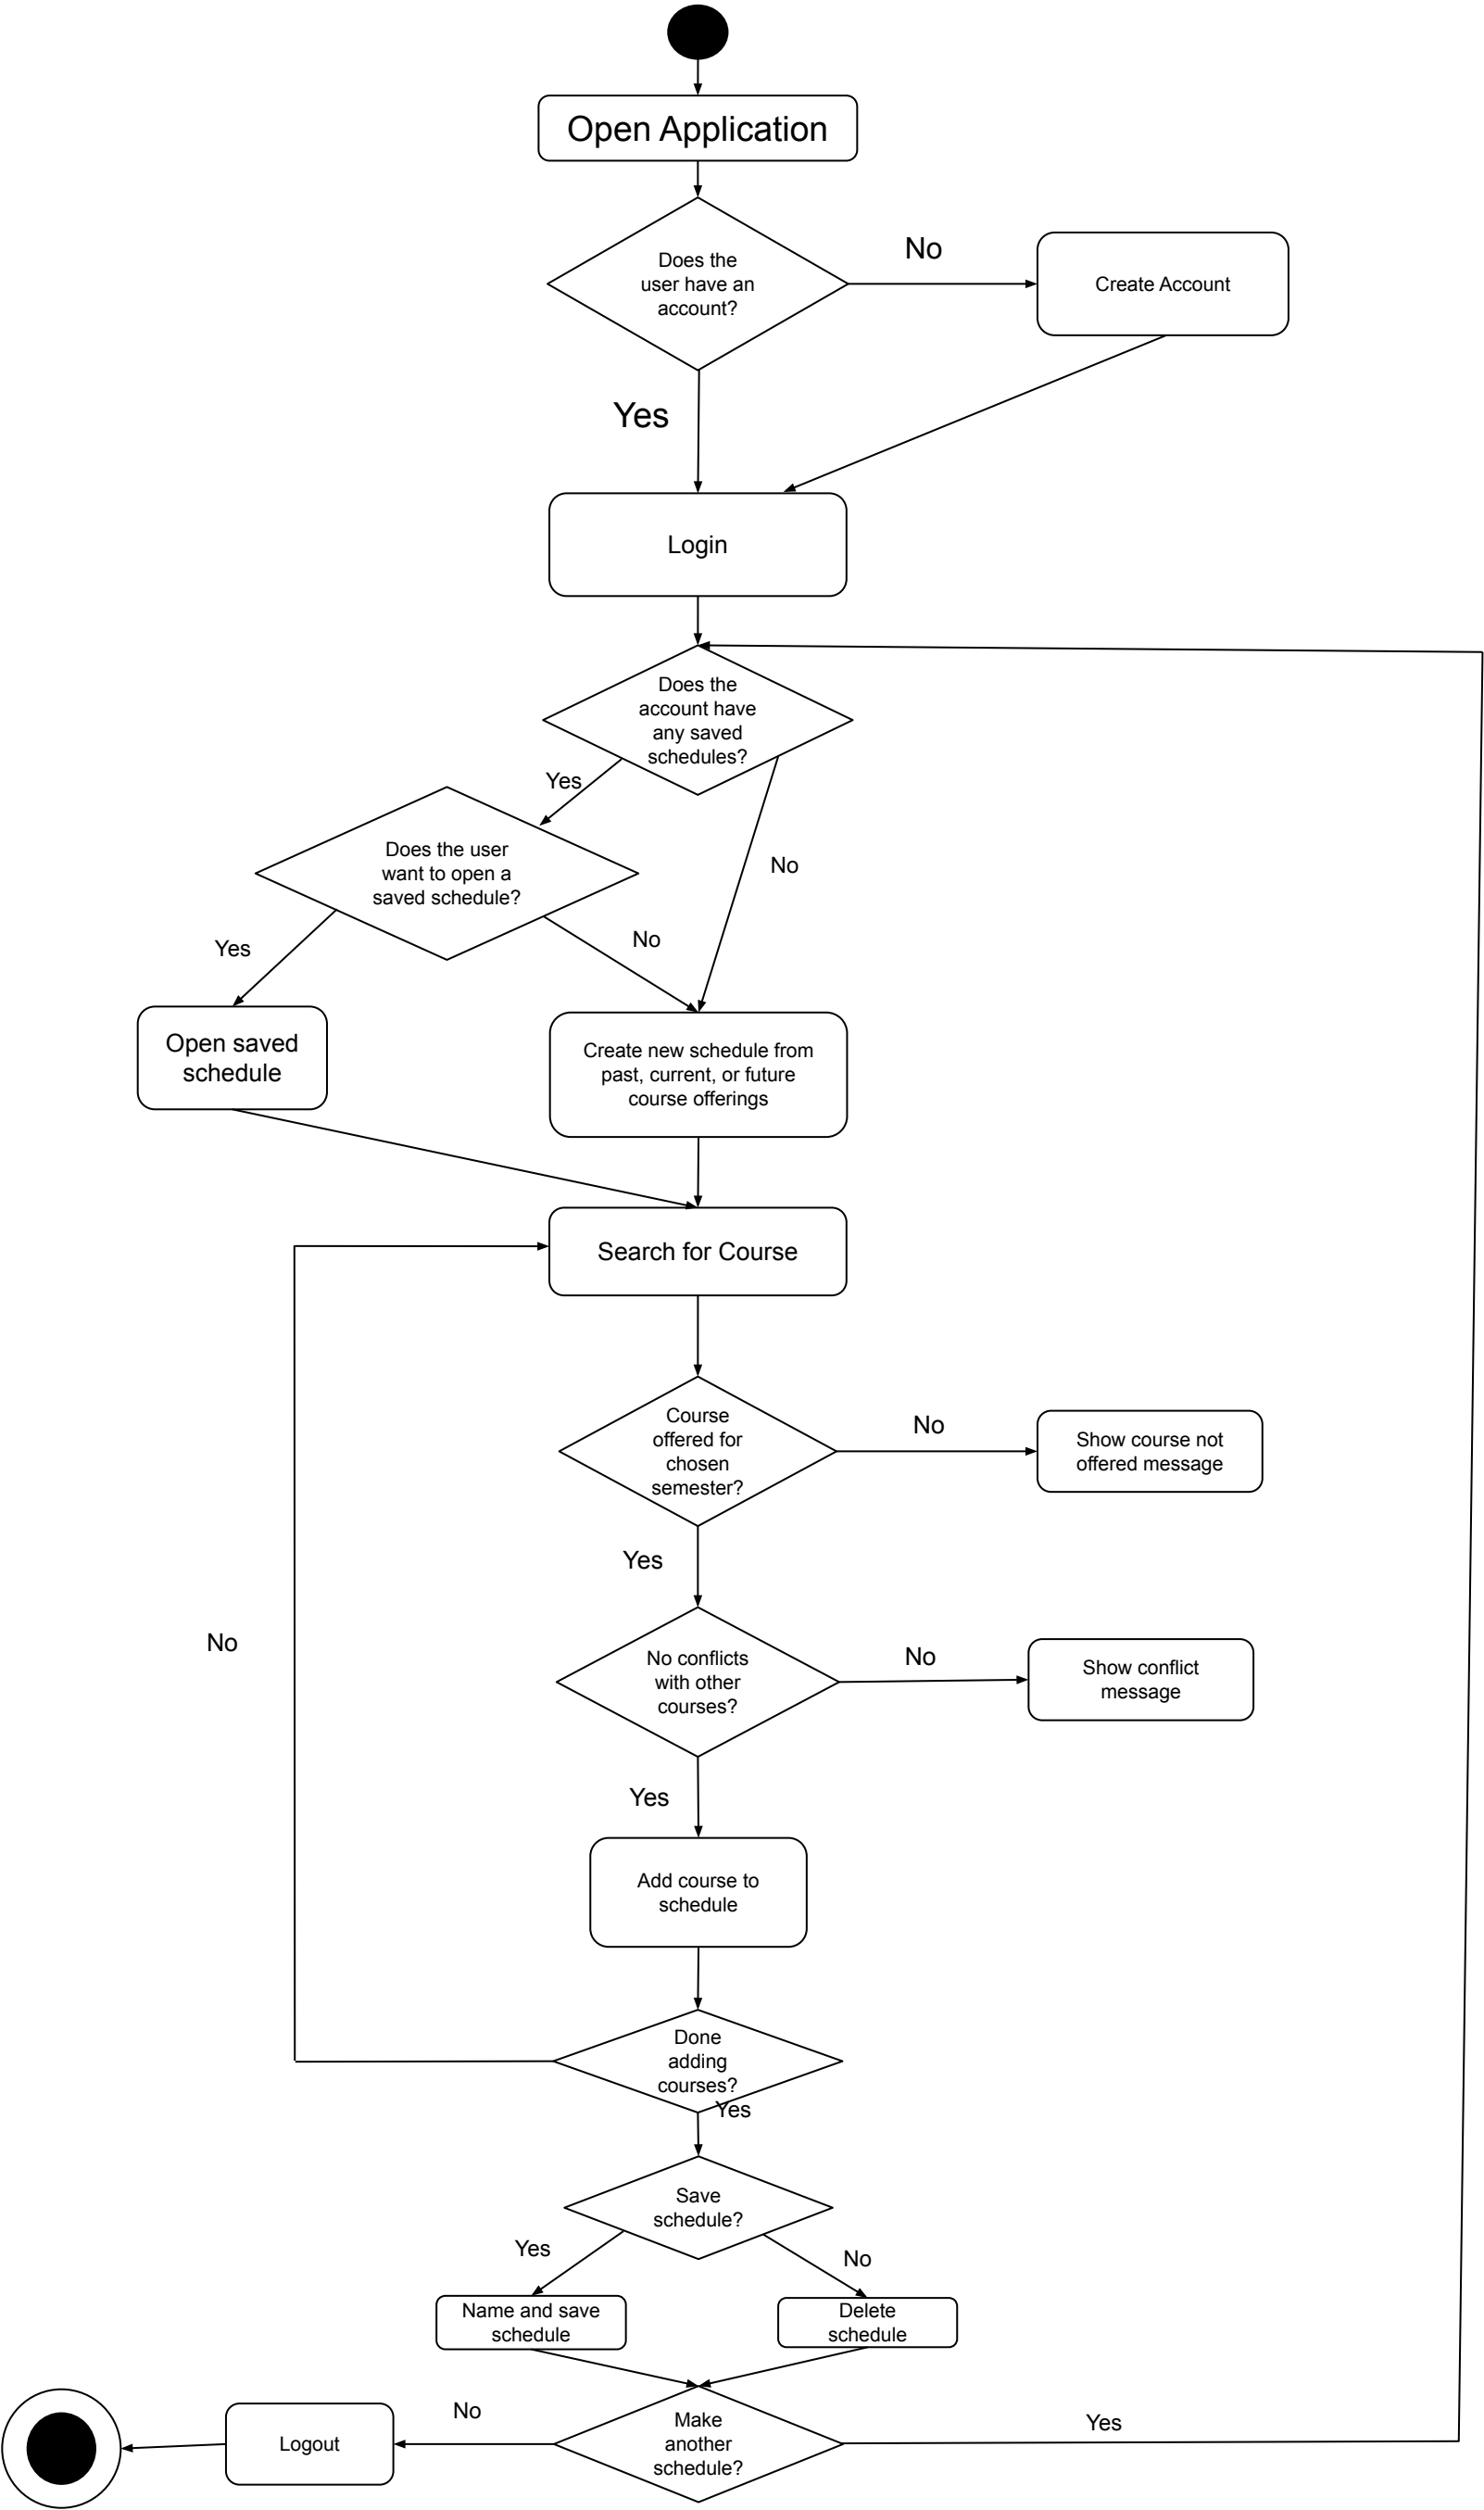 Open Application
Does the
user have an
account?
No
Create Account
Yes
Login
Does the
account have
any saved
schedules?
Yes
Does the user
want to open a
saved schedule?
No
Yes
No
Open saved
schedule
Create new schedule from
past, current, or future
course offerings
Search for Course
Course
offered for
chosen
semester?
No
Show course not
offered message
Yes
No
No conflicts
with other
courses?
No
Show conflict
message
Yes
Add course to
schedule
Done
adding
courses?
Yes
Save
schedule?
Yes
No
Name and save
schedule
Delete
schedule
No
Logout
Make
another
schedule?
Yes